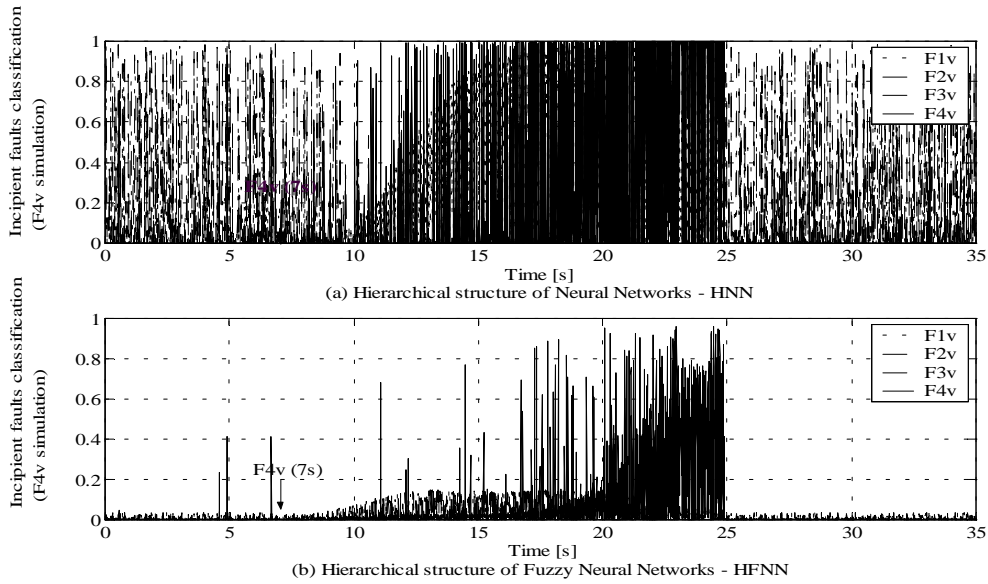 Incipient faults classification
(F4v simulation)
1
0.8
0.6
0.4
0.2
0
F4v (7s)
F1v
F2v
F3v
F4v
0 5 10 15 20 25 30 35
Time [s]
(a) Hierarchical structure of Neural Networks - HNN
Incipient faults classification
(F4v simulation)
1
0.8
0.6
0.4
0.2
0
F4v (7s)
F1v
F2v
F3v
F4v
0 5 10 15 20 25 30 35
Time [s]
(b) Hierarchical structure of Fuzzy Neural Networks - HFNN